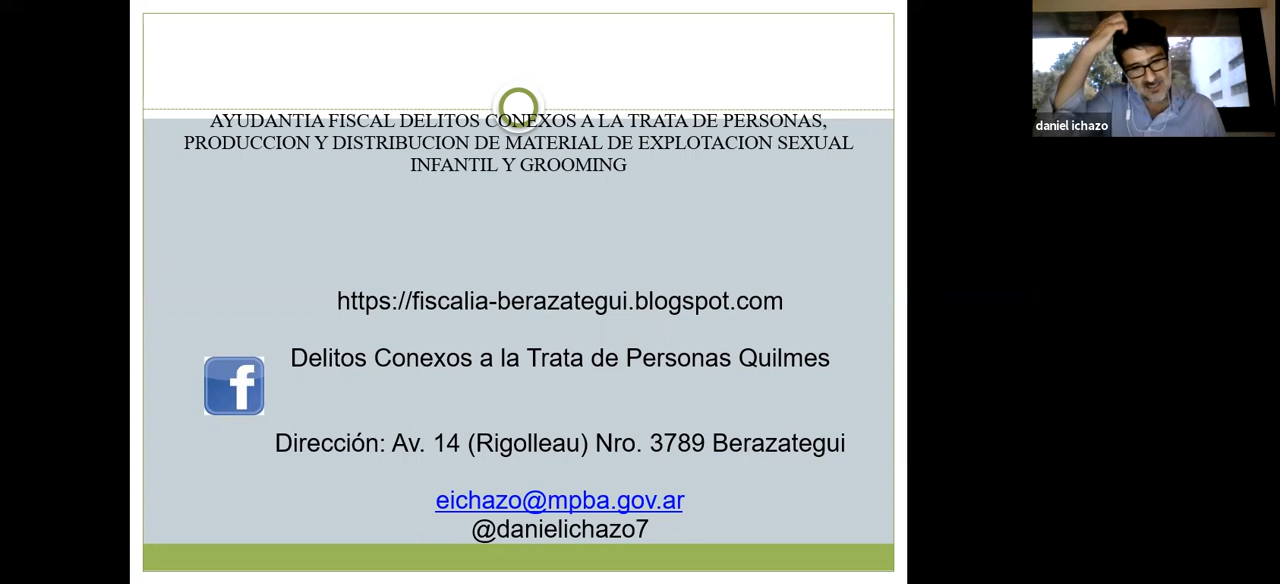 AYUDANTIA FISCAL DELITOS CONEXOS A LA TRATA DE PERSONAS,
PRODUCCION Y DISTRIBUCION DE MATERIAL DE EXPLOTACION SEXUAL
INFANTIL Y GROOMING
https://fiscalia-berazategui.blogspot.com
Delitos Conexos a la Trata de Personas Quilmes
f
Dirección: Av. 14 (Rigolleau) Nro. 3789 Berazategui
eichazo@mpba.gov.ar
@danielichazo7
daniel ichazo